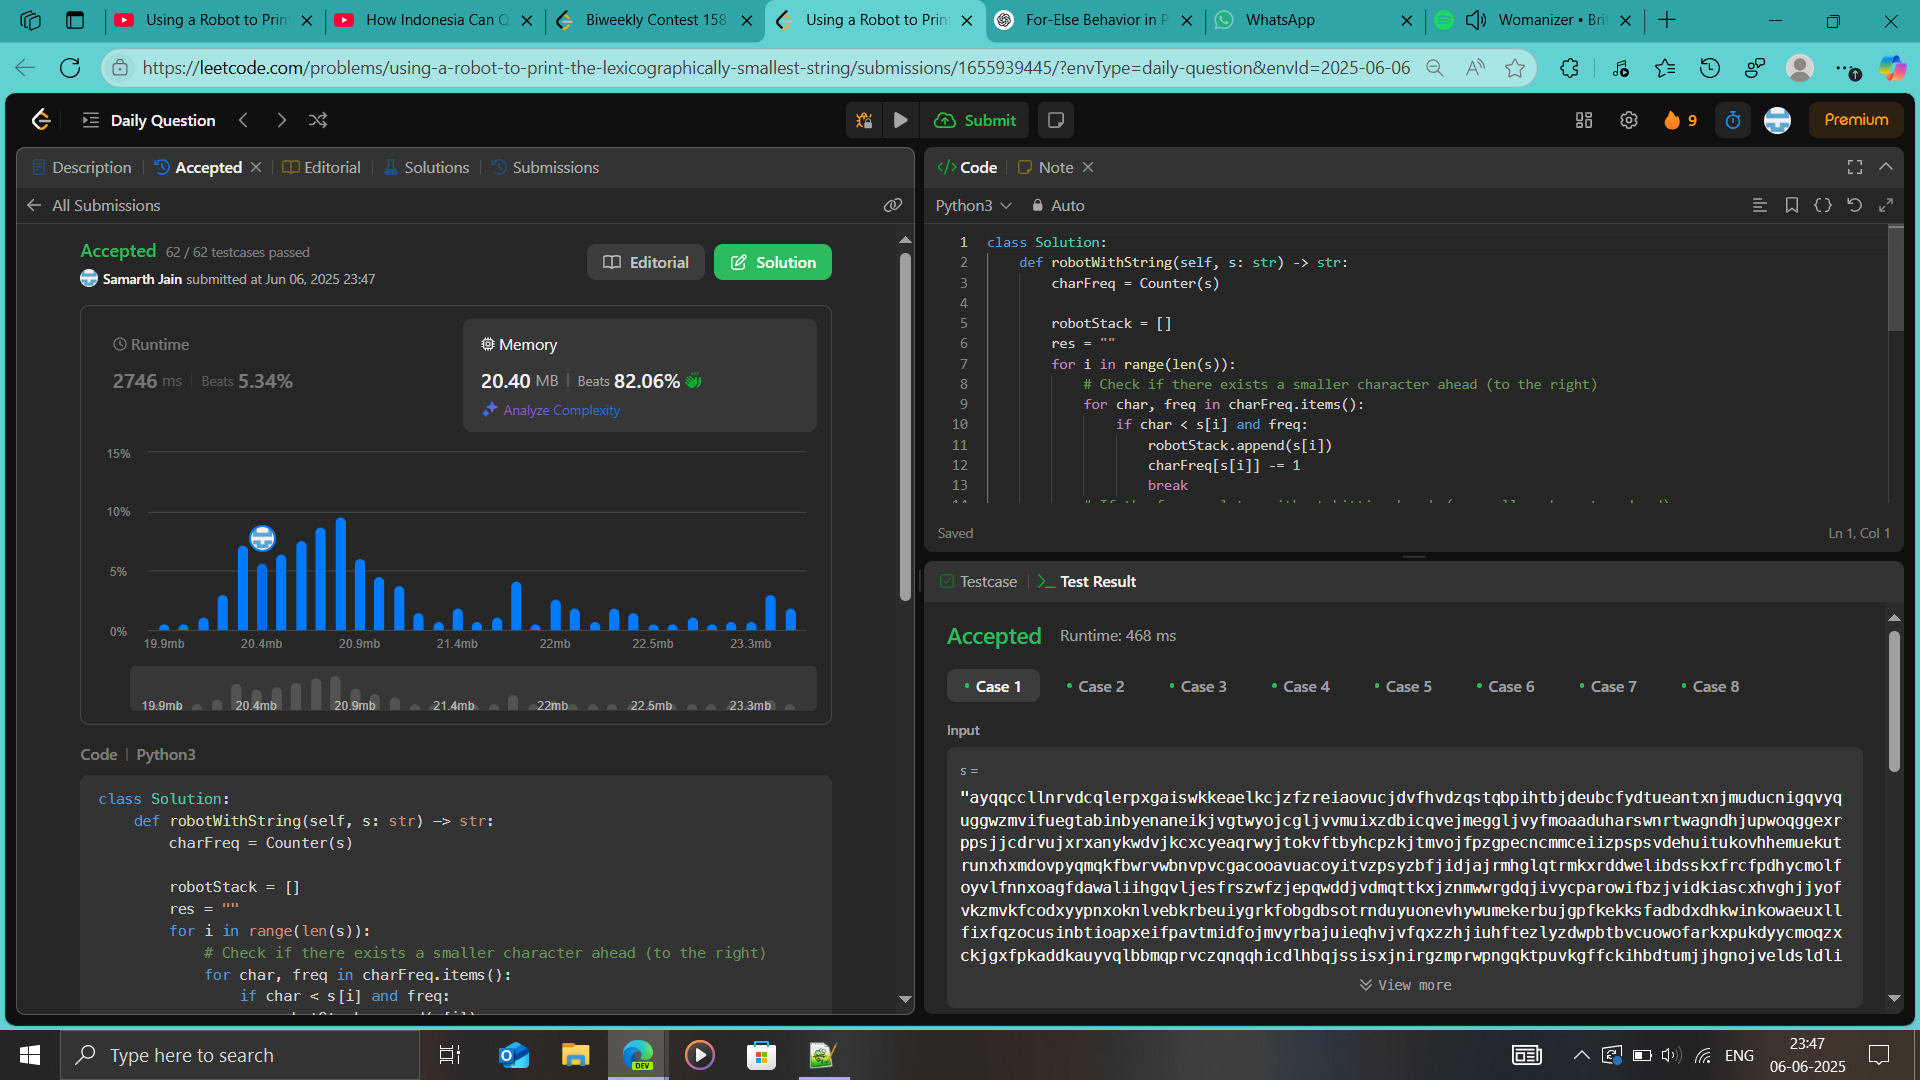 Using a Robot to Prin
How Indonesia Can Q
Biweekly Contest 158
Using a Robot to Prin
For-Else Behavior in P
WhatsApp
Womanizer • Bri
https://leetcode.com/problems/using-a-robot-to-print-the-lexicographically-smallest-string/submissions/1655939445/?envType=daily-question&envId=2025-06-06
Daily Question
Submit
9
Premium
Description
Accepted
Editorial
Solutions
Submissions
All Submissions
Accepted 62 / 62 testcases passed
Samarth Jain submitted at Jun 06, 2025 23:47
Editorial
Solution
Runtime
2746 ms | Beats 5.34%
Memory
20.40 MB | Beats 82.06%
Analyze Complexity
15%
10%
5%
0%
19.9mb 20.4mb 20.9mb 21.4mb 22mb 22.5mb 23.3mb
19.9mb 20.4mb 20.9mb 21.4mb 22mb 22.5mb 23.3mb
Code | Python3
class Solution:
def robotWithString(self, s: str) -> str:
charFreq = Counter(s)
robotStack = []
res = ""
for i in range(len(s)):
# Check if there exists a smaller character ahead (to the right)
for char, freq in charFreq.items():
if char < s[i] and freq:
</> Code
Note
Python3
Auto
1 class Solution:
2 def robotWithString(self, s: str) -> str:
3 charFreq = Counter(s)
4
5 robotStack = []
6 res = ""
7 for i in range(len(s)):
8 # Check if there exists a smaller character ahead (to the right)
9 for char, freq in charFreq.items():
10 if char < s[i] and freq:
11 robotStack.append(s[i])
12 charFreq[s[i]] -= 1
13 break
Saved
Ln 1, Col 1
Testcase
Test Result
Accepted Runtime: 468 ms
Case 1
Case 2
Case 3
Case 4
Case 5
Case 6
Case 7
Case 8
Input
s =
"ayqqccllnrvdcqlerpxgaiswkkeaelkcjzfzreiaovucjdvfhvdzqstqbpihtbjdeubcfydtueantxnjmuducnigqvyq
uggwzmvifuegtabinbyenaneikjvgtwyojcgljvvmuixzdbicqvejmeggljvyfmoaaduharswnrtwagndhjupwoqggexr
ppsjjcdrvujxrxanykwdvjkcxcyeaqrwyjtokvftbyhcpzkjtmvojfpzgpecncmmceiizpspsvdehuitukovhhemuekut
runxhxmdovpyqmqkfbwrvwbnvpvcgacooavuacoyitvzpsyzbfjidjajrmhglqtrmkxrddwelibdsskxfrcfpdhycmolf
oyvlfnnxoagfdawaliihgqvljesfrszwfzjepqwddjvdmqttkxjznmwwrgdqjivycparowifbzjvidkiascxhvghjjyof
vkzmvkfcodxyypnxoknlvebkrbeuiygrkfobgdbsotrnduyuonevhywumekerbujgpfkekksfadbdxdhkwinkowaeuxll
fixfqzocusinbtioapxeifpavtmidfojmvyrbajuieqhvjvfqxzzhjiuhftezlyzdwpbtbvcuowofarkxpukdyycmoqzx
ckjgxfpkaddkauyvqlbbmqprvczqnqqhicdlhbqjssisxjnirgzmprwpngqktpuvkgffckihbdtumjjhgnojveldsldli
View more
Type here to search
DEV
ENG
23:47
06-06-2025